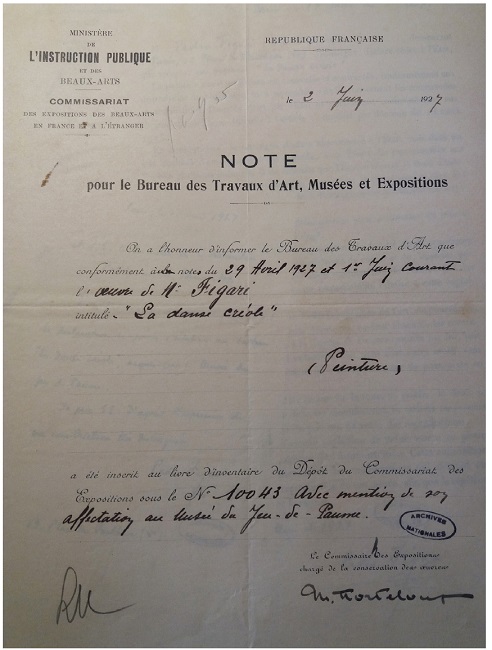 MINISTÈRE
DE
L'INSTRUCTION PUBLIQUE
ET DES
BEAUX-ARTS
COMMISSARIAT
DES EXPOSITIONS DES BEAUX-ARTS
EN FRANCE ET A L'ÉTRANGER
REPUBLIQUE FRANÇAISE
le 2 Juin 1927
NOTE
pour le Bureau des Travaux d'Art, Musées et Expositions
On a l'honneur d'informer le Bureau des Travaux d'Art que
conformément aux notes du 29 Avril 1927 et 1er Juin Courant
l' œuvre de Mr Figari
intitulé - "La danse créole"
(Peinture)
a été inscrit au livre d'inventaire du Dépôt du Commissariat des
Expositions sous le N° 10043 Avec mention de son
affectation au Musée du Jeu-de-Paume.
ARCHIVES
NATIONALES
Le Commissaire des Expositions
chargé de la conservation des œuvres